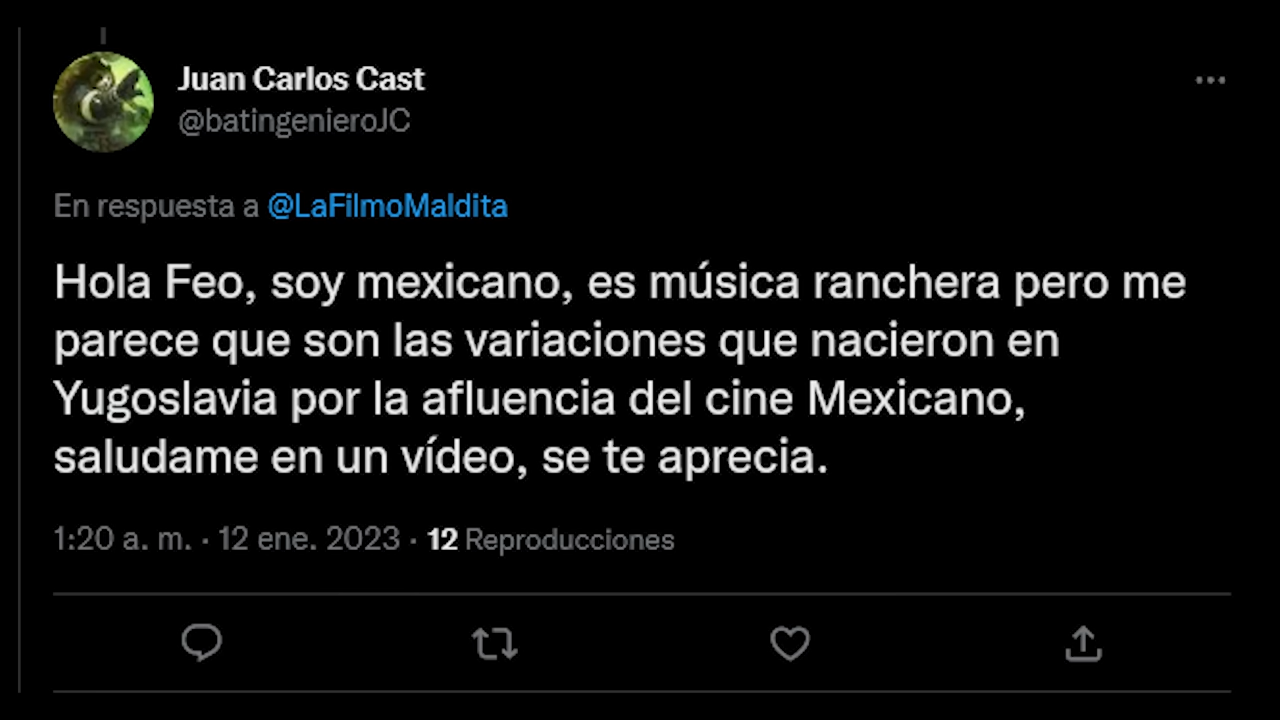 Juan Carlos Cast
@batingenieroJC
En respuesta a @LaFilmoMaldita
Hola Feo, soy mexicano, es música ranchera pero me
parece que son las variaciones que nacieron en
Yugoslavia por la afluencia del cine Mexicano,
saludame en un vídeo, se te aprecia.
1:20 a. m. · 12 ene. 2023 · 12 Reproducciones